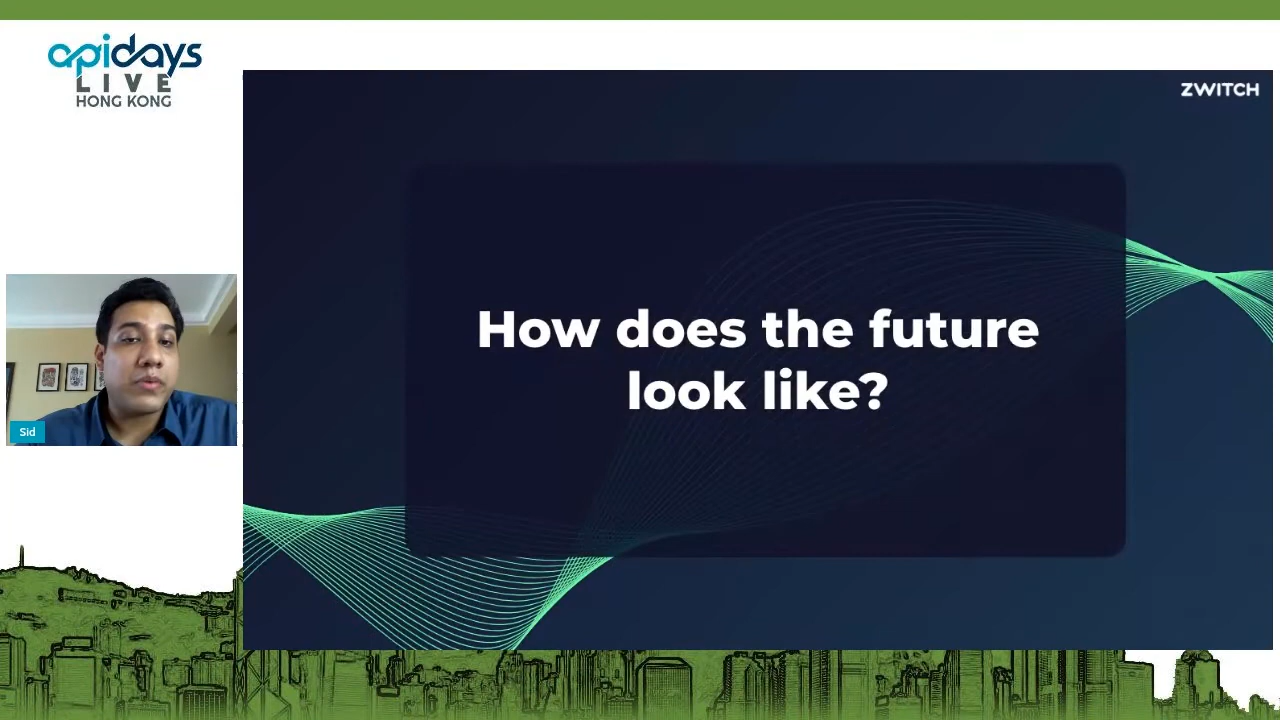 apidays
LIVE
HONG KONG
ZWITCH
How does the future
look like?
Sid